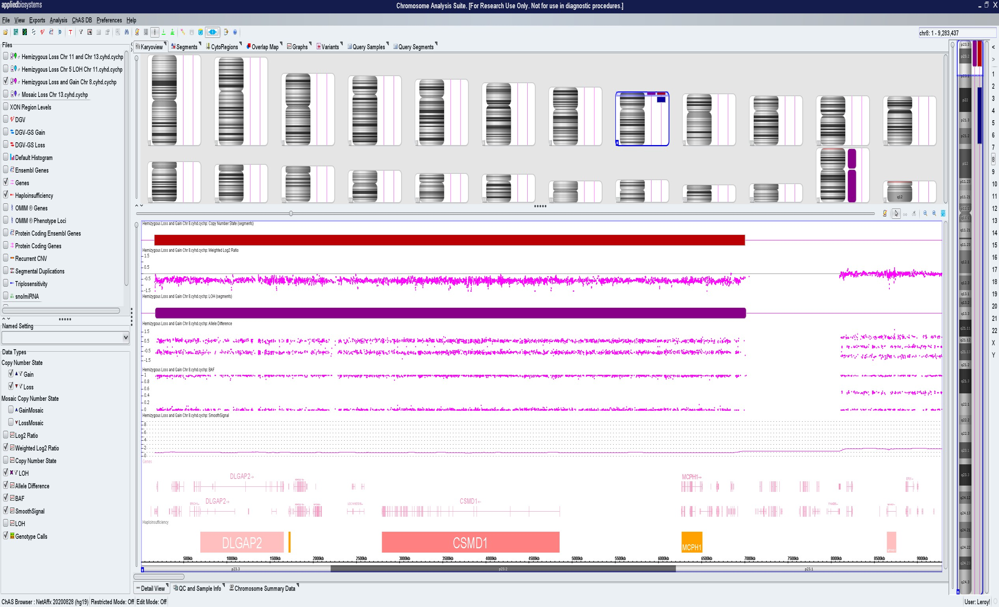 appliedbiosystems
Chromosome Analysis Suite. [For Research Use Only. Not for use in diagnostic procedures.]
File View Exports Analysis ChAS DB Preferences Help
chr8: 1 - 9,283,437
Files
Hemizygous Loss Chr 11 and Chr 13.cyhd.cychp
Hemizygous Loss Chr 5 LOH Chr 11.cyhd.cychp
Hemizygous Loss and Gain Chr 8.cyhd.cychp
Mosaic Loss Chr 13.cyhd.cychp
XON Region Levels
DGV
DGV-GS Gain
DGV-GS Loss
Default Histogram
Ensembl Genes
Genes
Haploinsufficiency
OMIM ® Genes
OMIM ® Phenotype Loci
Protein Coding Ensembl Genes
Protein Coding Genes
Recurrent CNV
Segmental Duplications
Triplosensitivity
sno/miRNA
Named Setting
Data Types
Copy Number State
Gain
Loss
Mosaic Copy Number State
GainMosaic
LossMosaic
Log2 Ratio
Weighted Log2 Ratio
Copy Number State
LOH
Allele Difference
BAF
SmoothSignal
LOH
Genotype Calls
Karyoview Segments CytoRegions Overlap Map Graphs Variants Query Samples Query Segments
8
q12
Hemizygous Loss and Gain Chr 8.cyhd.cychp: Copy Number State (segments)
Hemizygous Loss and Gain Chr 8.cyhd.cychp: Weighted Log2 Ratio
1.5
0.5
-0.5
-1.5
Hemizygous Loss and Gain Chr 8.cyhd.cychp: LOH (segments)
Hemizygous Loss and Gain Chr 8.cyhd.cychp: Allele Difference
1.5
0.5
-0.5
-1.5
Hemizygous Loss and Gain Chr 8.cyhd.cychp: BAF
1
0.8
0.6
0.4
0.2
0
Hemizygous Loss and Gain Chr 8.cyhd.cychp: SmoothSignal
8
6
4
2
0
Genes
DLGAP2→ MCPH1→ ERI1→
ERICH1← DLGAP2→ CSMD1←
Haploinsufficiency
DLGAP2 CSMD1 MCPH1
500kb 1000kb 1500kb 2000kb 2500kb 3000kb 3500kb 4000kb 4500kb 5000kb 5500kb 6000kb 6500kb 7000kb 7500kb 8000kb 8500kb 9000kb
8 p23.3 p23.2 p23.1
Detail View QC and Sample Info Chromosome Summary Data
ChAS Browser : NetAffx 20200828 (hg19) Restricted Mode: Off Edit Mode: Off
User: Leroy!
p23.3
p23.2
p23.1
p22
p21.3
p21.2
p12
p11.23
p11.21
q11.21
q11.23
q12.1
q12.3
q13.1
q13.2
q13.3
q21.11
q21.12
q21.13
q21.2
q21.3
q22.1
q22.2
q22.3
q23.1
q23.3
q24.12
q24.13
q24.21
q24.22
q24.23
q24.3
8
<
>
1
2
3
4
5
6
7
8
9
10
11
12
13
14
15
16
17
18
19
20
21
22
X
Y